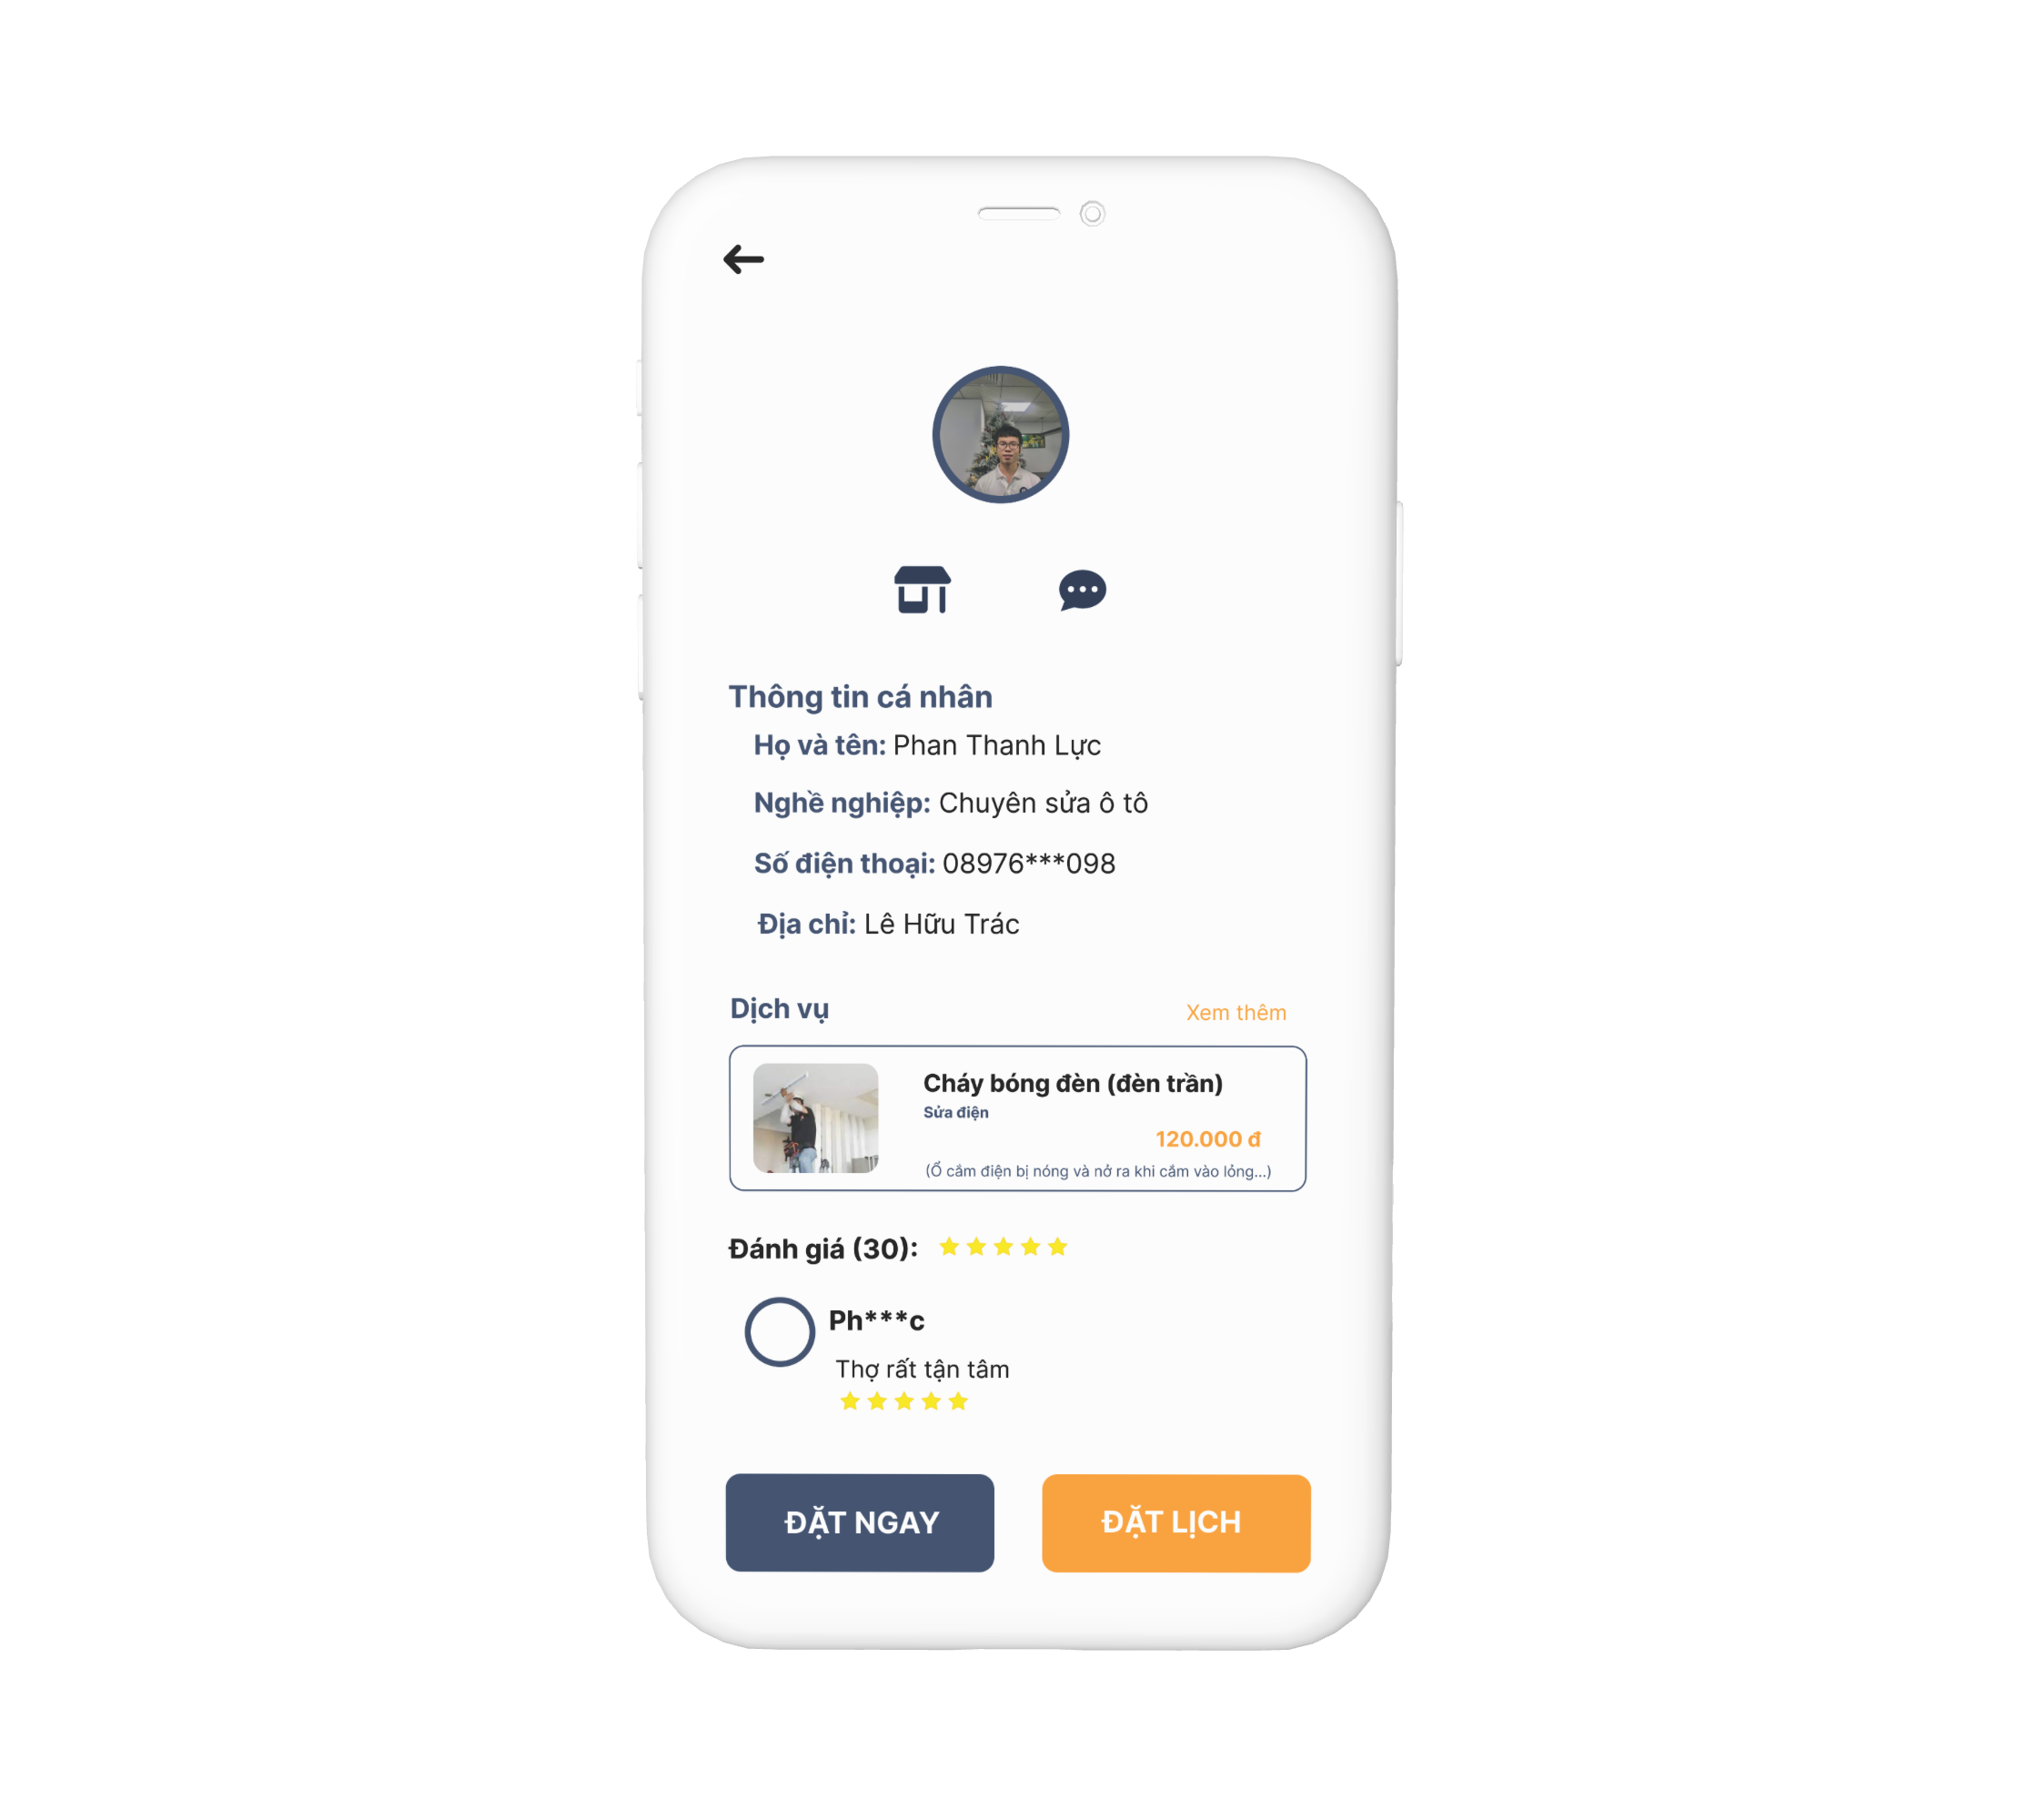 Thông tin cá nhân
Họ và tên: Phan Thanh Lực
Nghề nghiệp: Chuyên sửa ô tô
Số điện thoại: 08976***098
Địa chỉ: Lê Hữu Trác
Dịch vụ
Xem thêm
Cháy bóng đèn (đèn trần)
Sửa điện
120.000 đ
(Ổ cắm điện bị nóng và nở ra khi cắm vào lỏng...)
Đánh giá (30):
Ph***c
Thợ rất tận tâm
ĐẶT NGAY
ĐẶT LỊCH